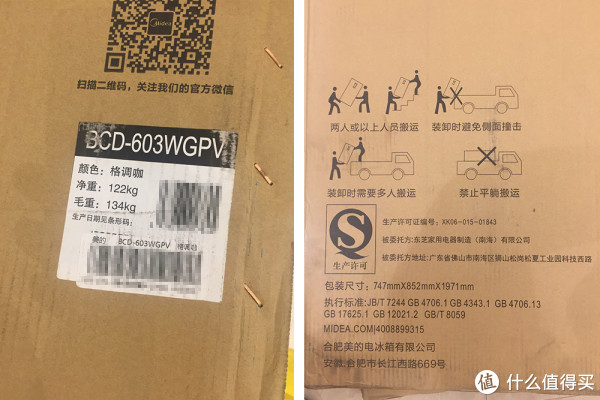 Midea
扫描二维码，关注我们的官方微信
BCD-603WGPV
颜色：格调咖
净重：122kg
毛重：134kg
生产日期见条形码：
美的 BCD-603WGPV 格调咖
两人或以上人员搬运
装卸时避免侧面撞击
装卸时需要多人搬运
禁止平躺搬运
生产许可
生产许可证编号：XK06-015-01843
被委托方：东芝家用电器制造（南海）有限公司
被委托方地址：广东省佛山市南海区狮山松岗松夏工业园科技西路
包装尺寸：747mmX852mmX1971mm
执行标准:JB/T 7244 GB 4706.1 GB 4343.1 GB 4706.13
GB 17625.1 GB 12021.2 GB/T 8059
MIDEA.COM|4008899315
合肥美的电冰箱有限公司
安徽.合肥市长江西路669号
值 什么值得买